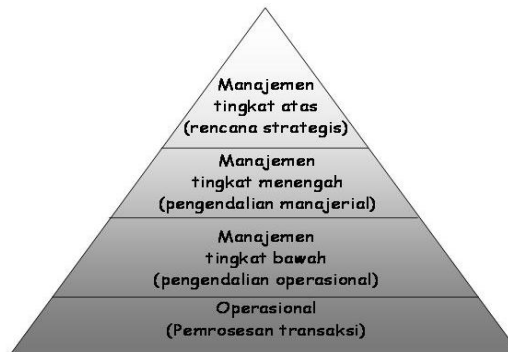 Manajemen
tingkat atas
(rencana strategis)
Manajemen
tingkat menengah
(pengendalian manajerial)
Manajemen
tingkat bawah
(pengendalian operasional)
Operasional
(Pemrosesan transaksi)